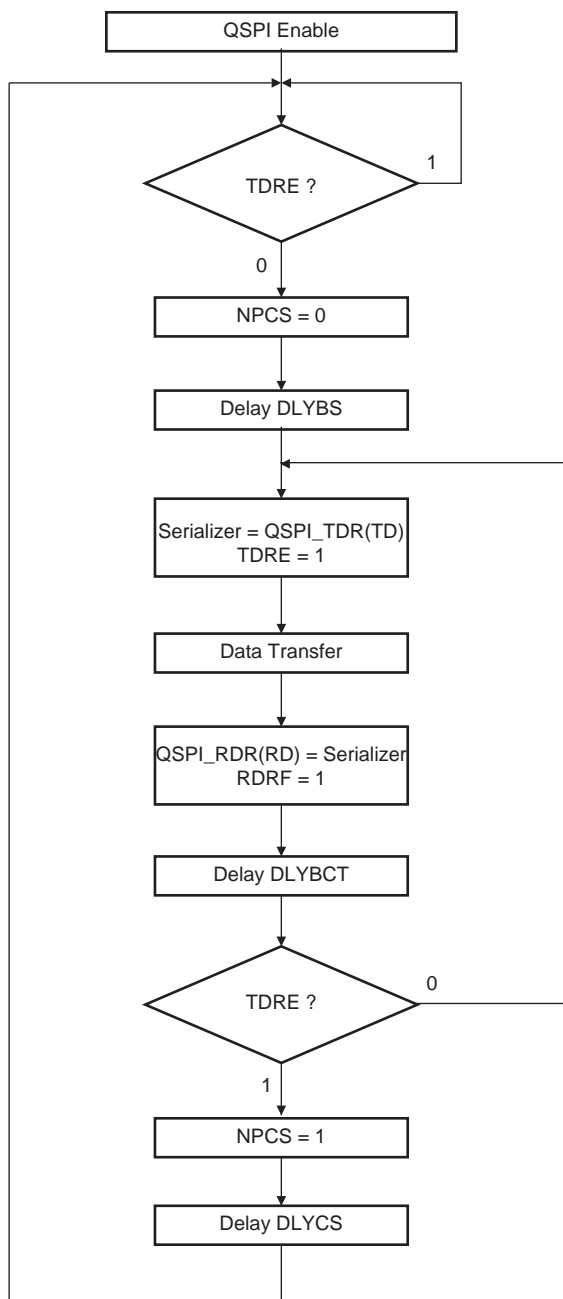 QSPI Enable
TDRE ?
1
0
NPCS = 0
Delay DLYBS
Serializer = QSPI_TDR(TD)
TDRE = 1
Data Transfer
QSPI_RDR(RD) = Serializer
RDRF = 1
Delay DLYBCT
TDRE ?
0
1
NPCS = 1
Delay DLYCS